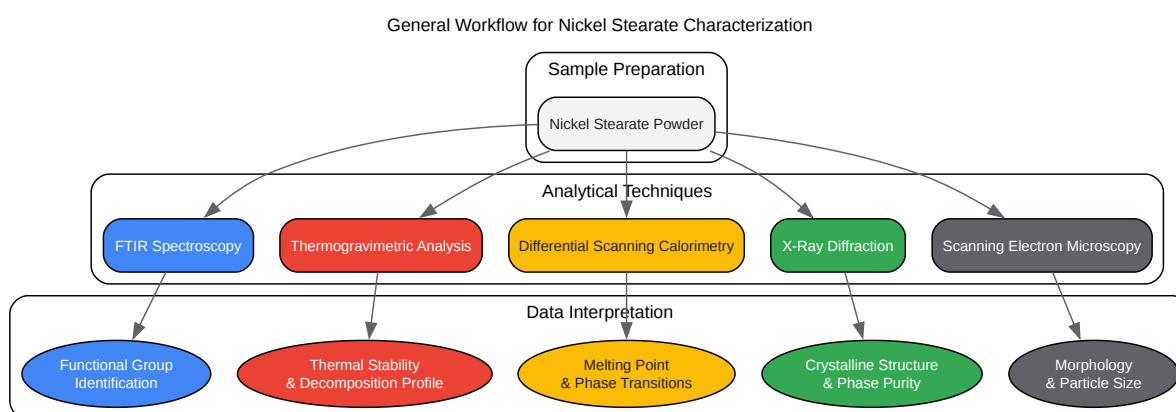 General Workflow for Nickel Stearate Characterization
Sample Preparation
Nickel Stearate Powder
Analytical Techniques
FTIR Spectroscopy
Thermogravimetric Analysis
Differential Scanning Calorimetry
X-Ray Diffraction
Scanning Electron Microscopy
Data Interpretation
Functional Group
Identification
Thermal Stability
& Decomposition Profile
Melting Point
& Phase Transitions
Crystalline Structure
& Phase Purity
Morphology
& Particle Size